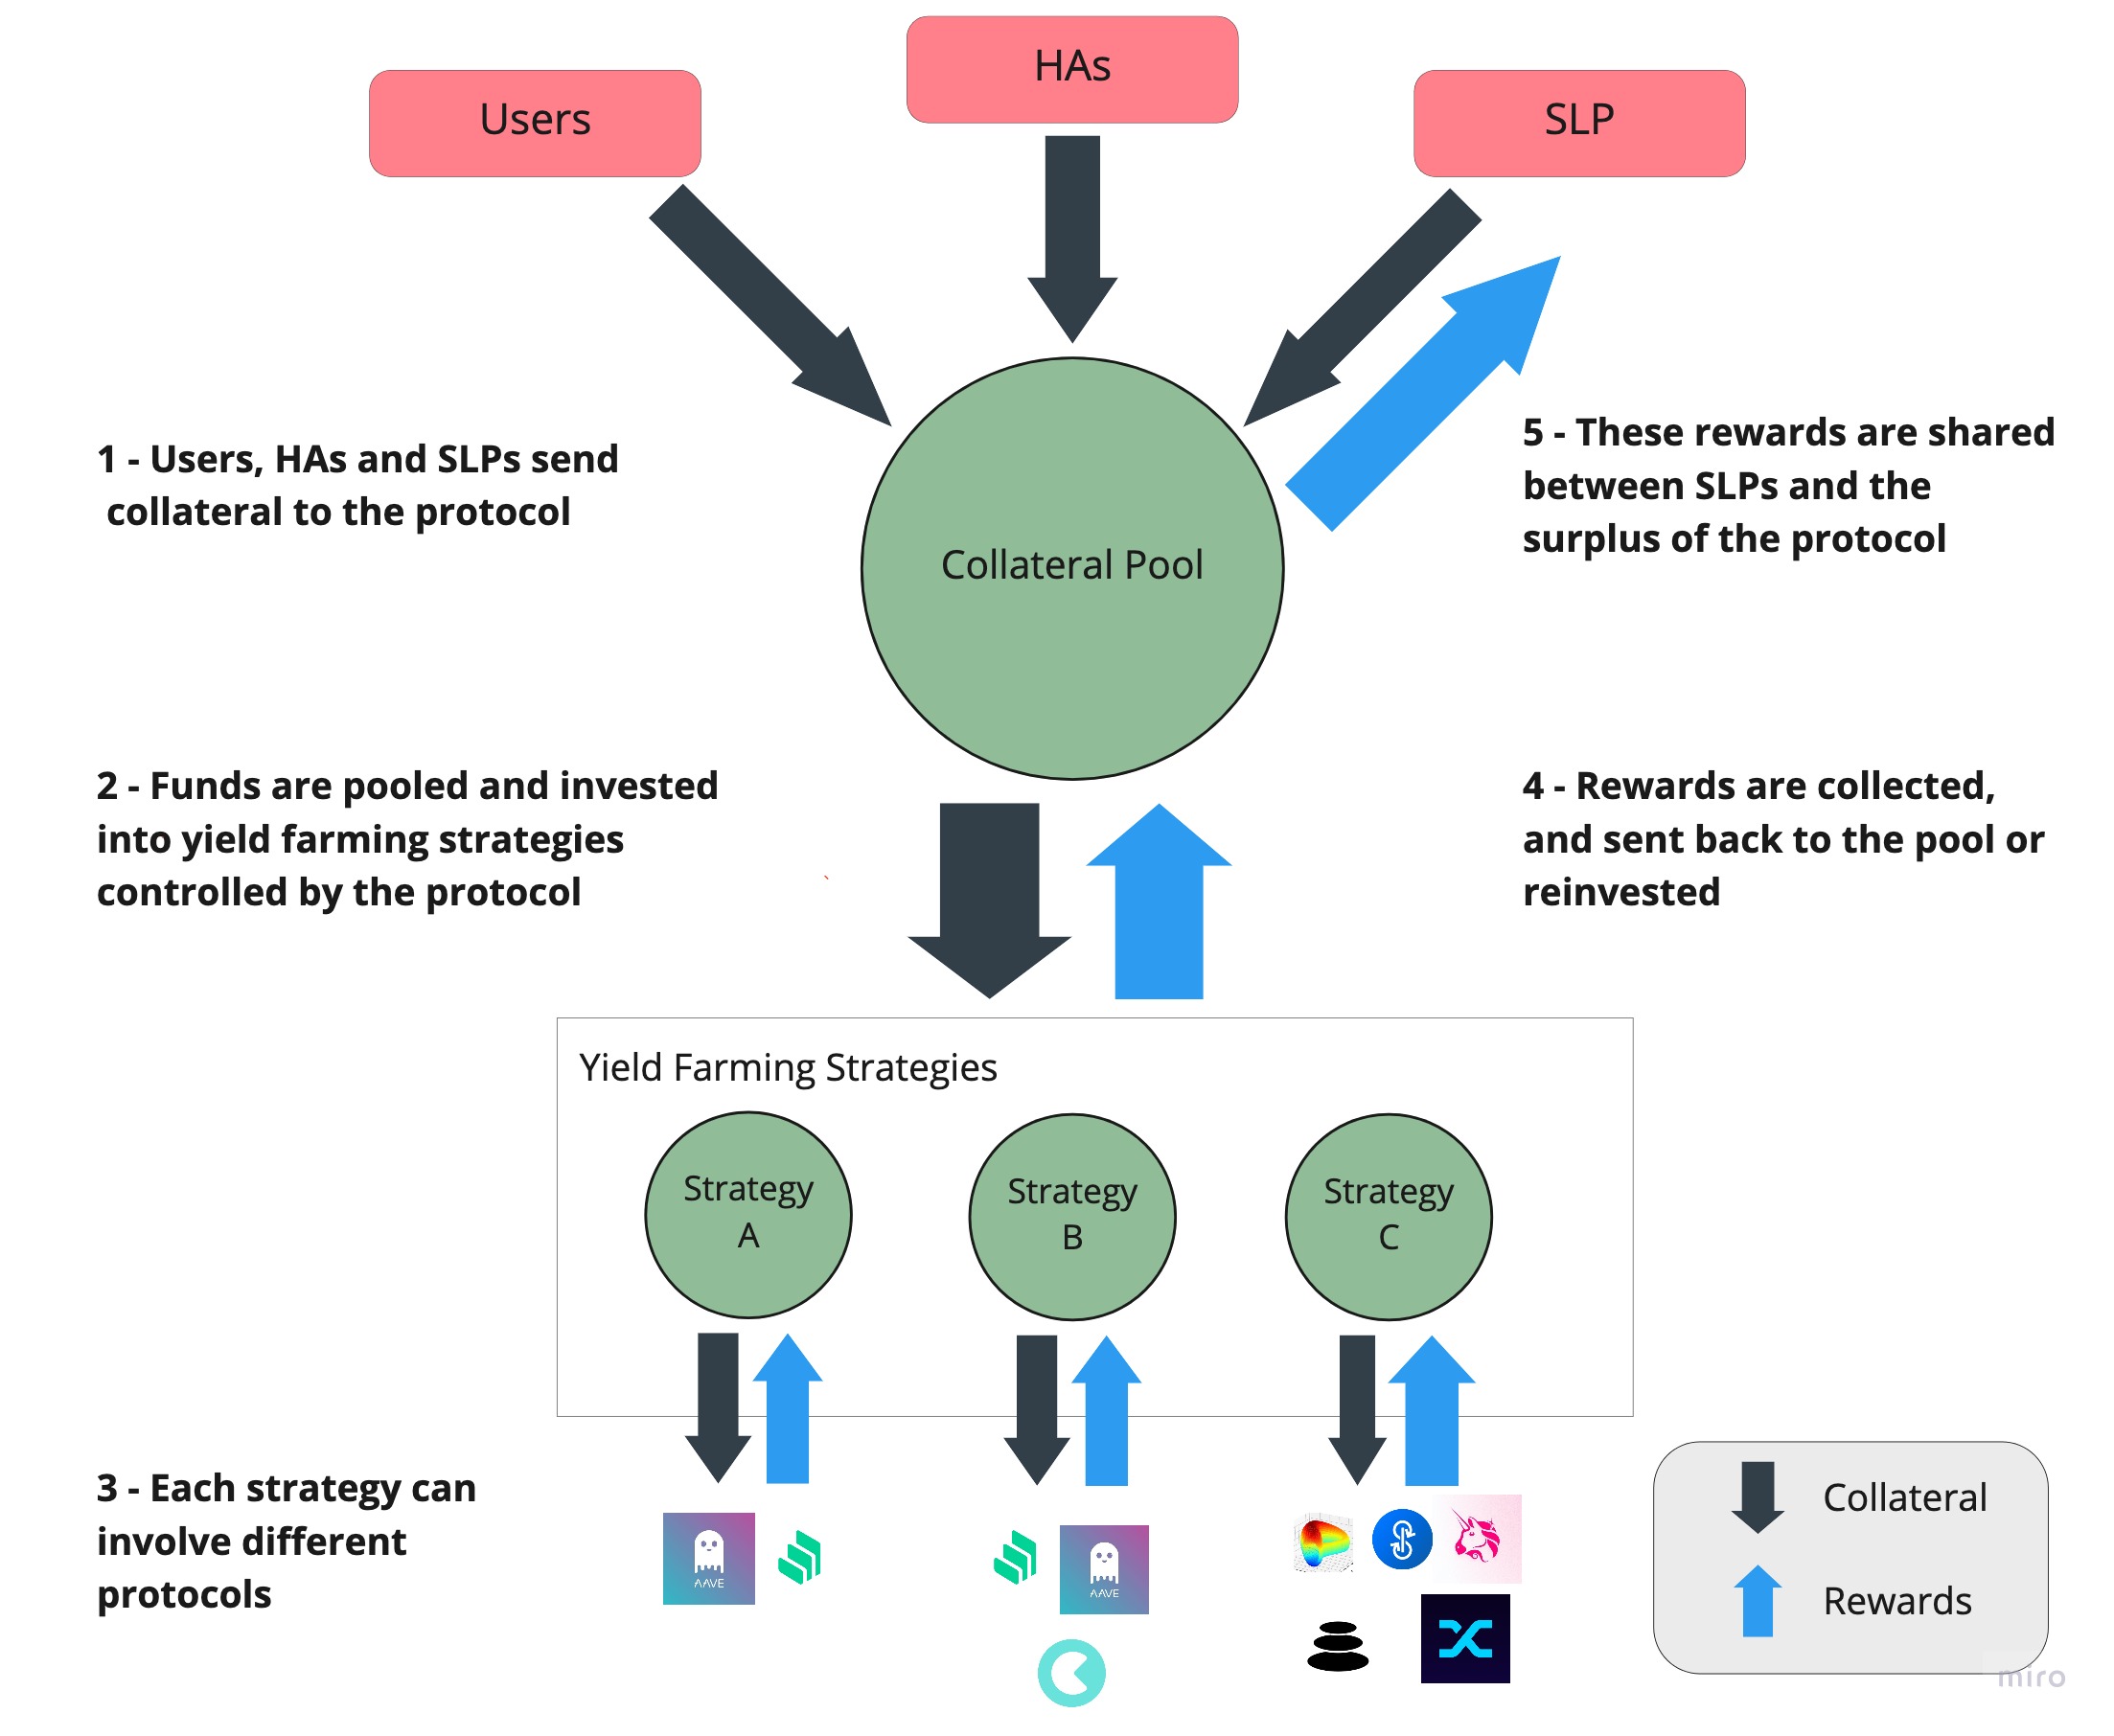 HAs
Users
SLP
1 - Users, HAs and SLPs send
collateral to the protocol
5 - These rewards are shared
between SLPs and the
surplus of the protocol
Collateral Pool
2 - Funds are pooled and invested
into yield farming strategies
controlled by the protocol
4 - Rewards are collected,
and sent back to the pool or
reinvested
Yield Farming Strategies
Strategy
A
Strategy
B
Strategy
C
3 - Each strategy can
involve different
protocols
AAVE
AAVE
Collateral
Rewards
miro